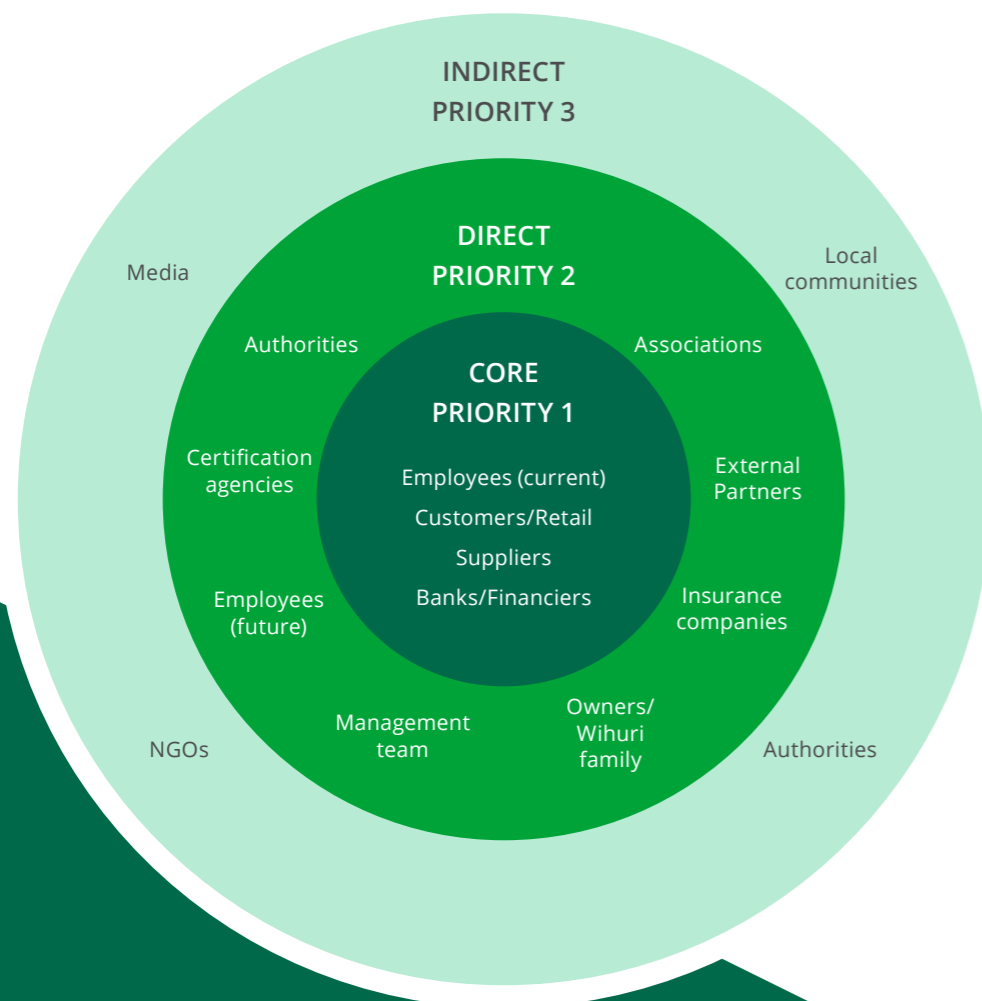 INDIRECT
PRIORITY 3
Media
Local
communities
NGOs
Authorities
DIRECT
PRIORITY 2
Authorities
Associations
Certification
agencies
External
Partners
Employees
(future)
Insurance
companies
Management
team
Owners/
Wihuri
family
CORE
PRIORITY 1
Employees (current)
Customers/Retail
Suppliers
Banks/Financiers